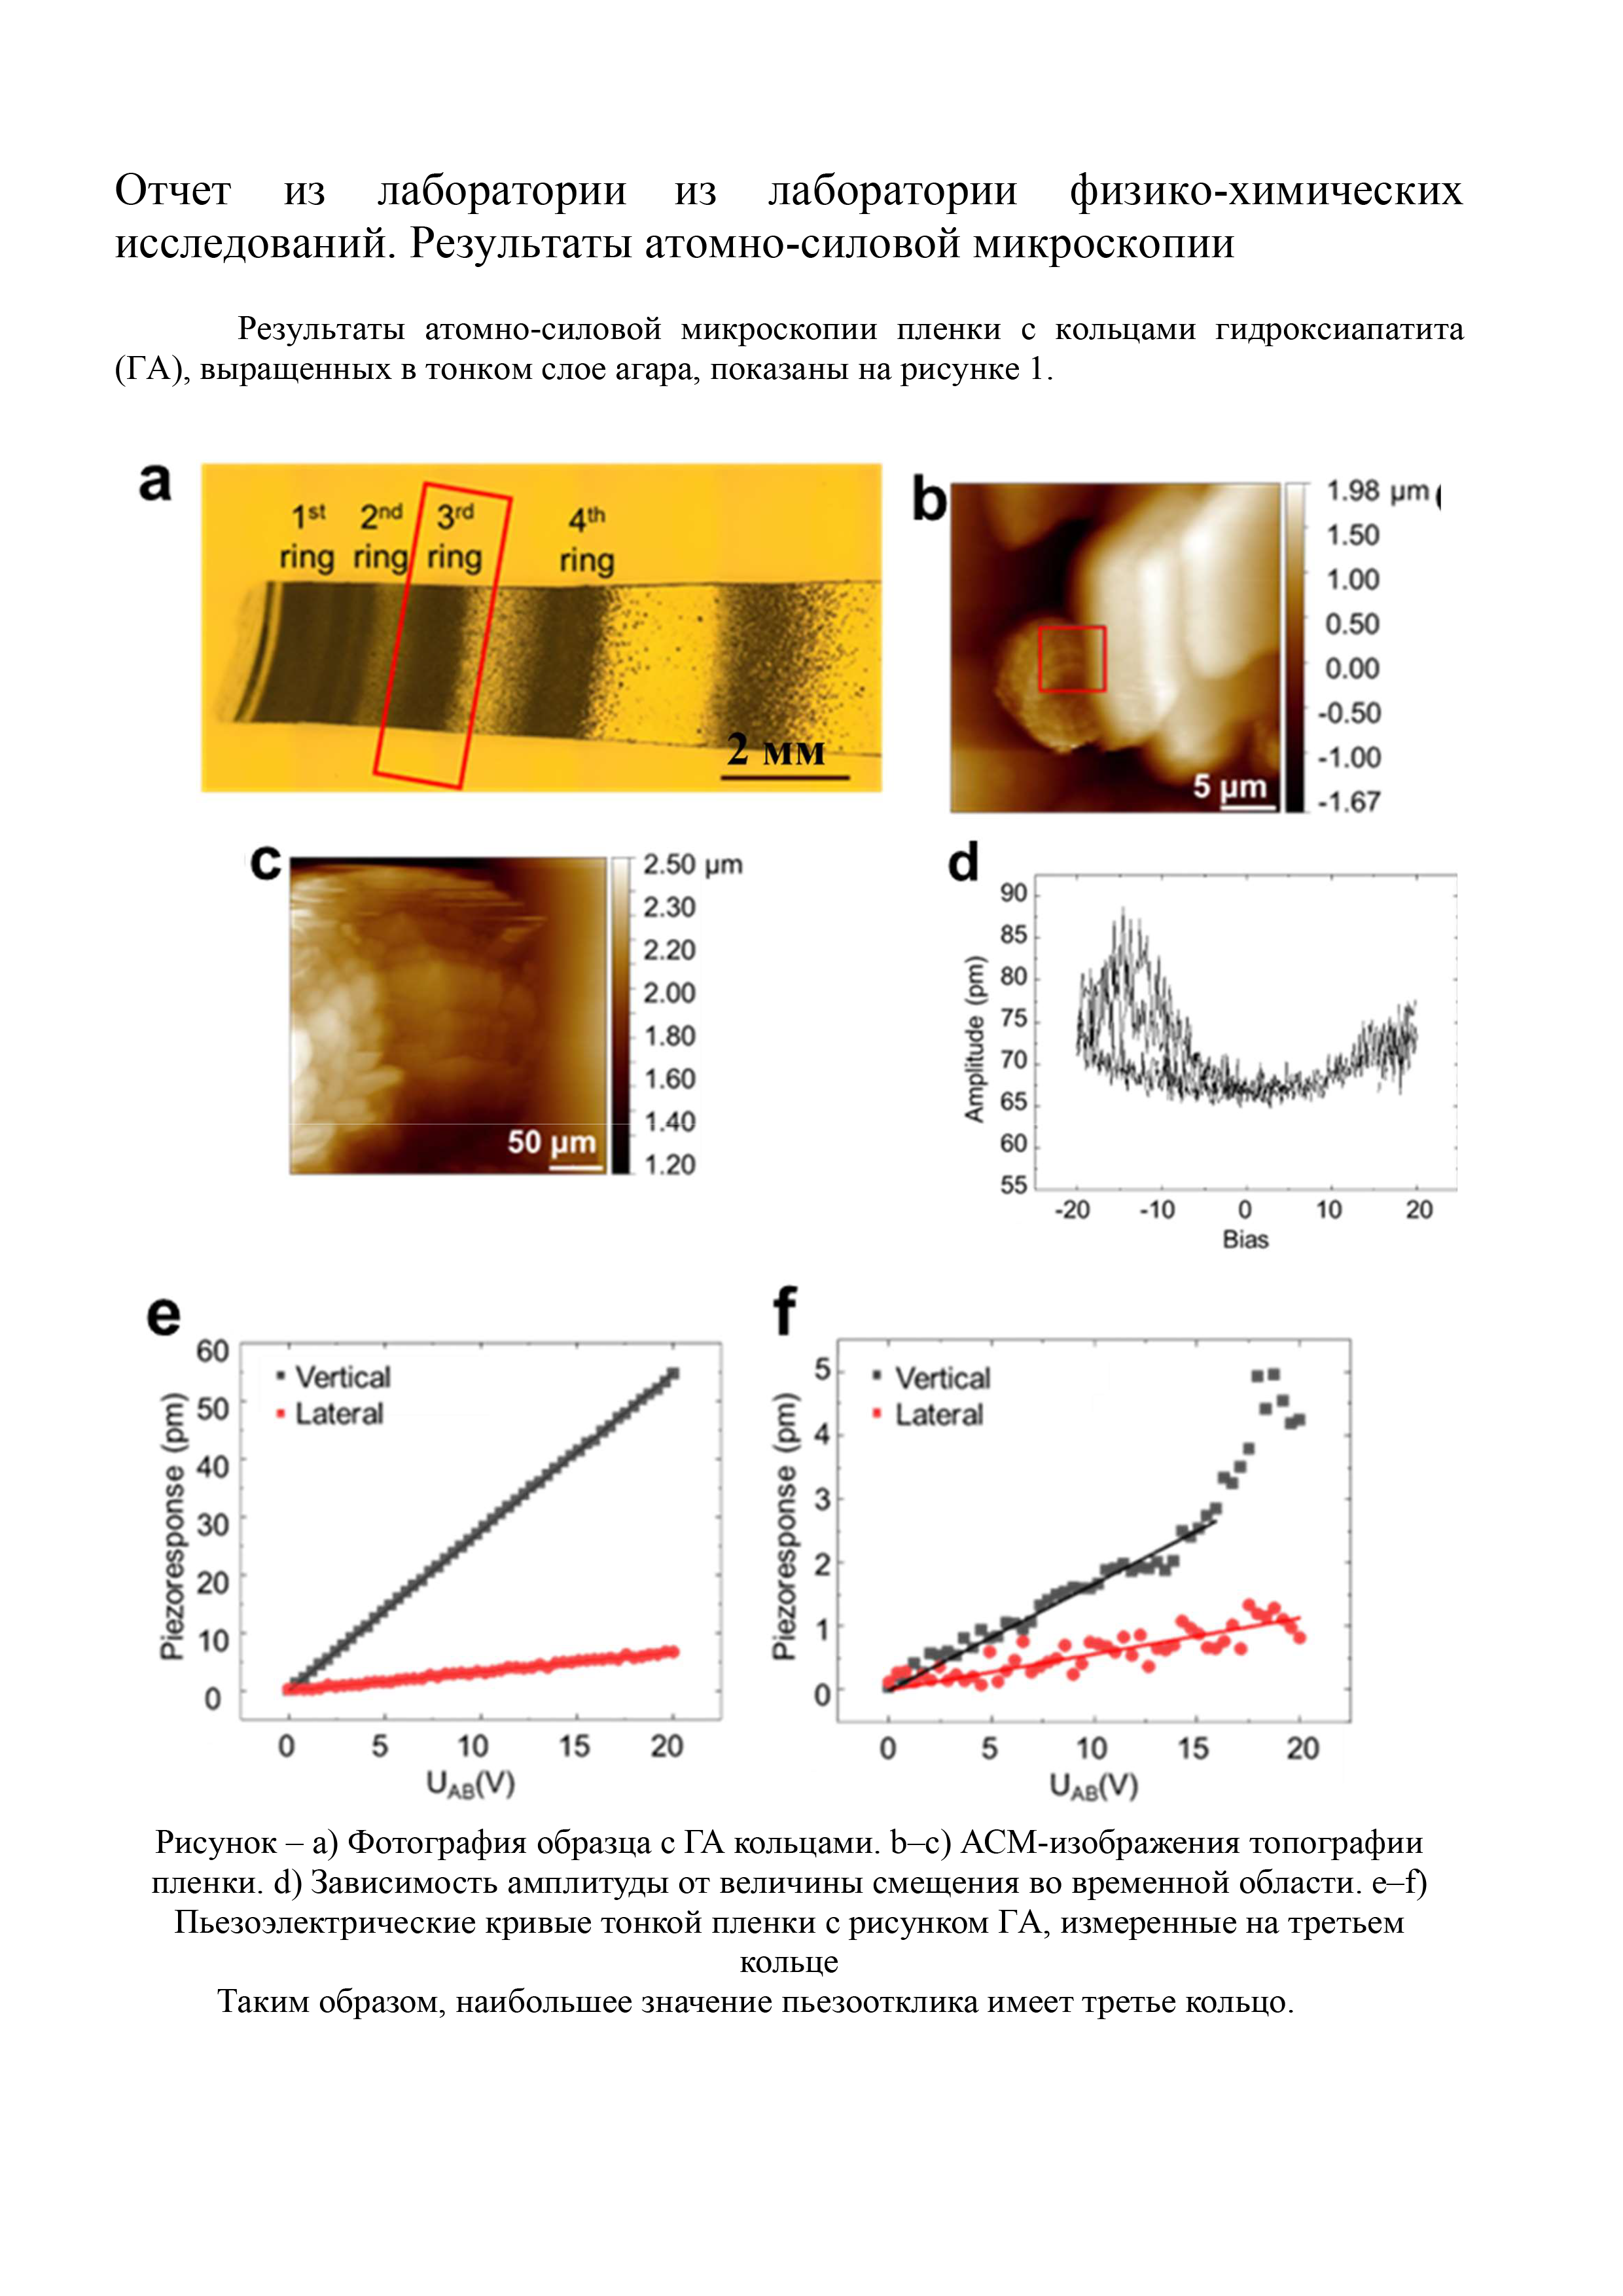 Отчет из лаборатории из лаборатории физико-химических
исследований. Результаты атомно-силовой микроскопии
Результаты атомно-силовой микроскопии пленки с кольцами гидроксиапатита
(ГА), выращенных в тонком слое агара, показаны на рисунке 1.
a
1st ring
2nd ring
3rd ring
4th ring
2 мм
b
1.98 µm
1.50
1.00
0.50
0.00
-0.50
-1.00
-1.67
5 µm
c
2.50 µm
2.30
2.20
2.00
1.80
1.60
1.40
1.20
50 µm
d
90
85
80
75
70
65
60
55
Amplitude (pm)
-20 -10 0 10 20
Bias
e
60
50
40
30
20
10
0
Piezoresponse (pm)
Vertical
Lateral
0 5 10 15 20
UAB(V)
f
5
4
3
2
1
0
Piezoresponse (pm)
Vertical
Lateral
0 5 10 15 20
UAB(V)
Рисунок – a) Фотография образца с ГА кольцами. b–c) АСМ-изображения топографии
пленки. d) Зависимость амплитуды от величины смещения во временной области. e–f)
Пьезоэлектрические кривые тонкой пленки с рисунком ГА, измеренные на третьем
кольце
Таким образом, наибольшее значение пьезоотклика имеет третье кольцо.